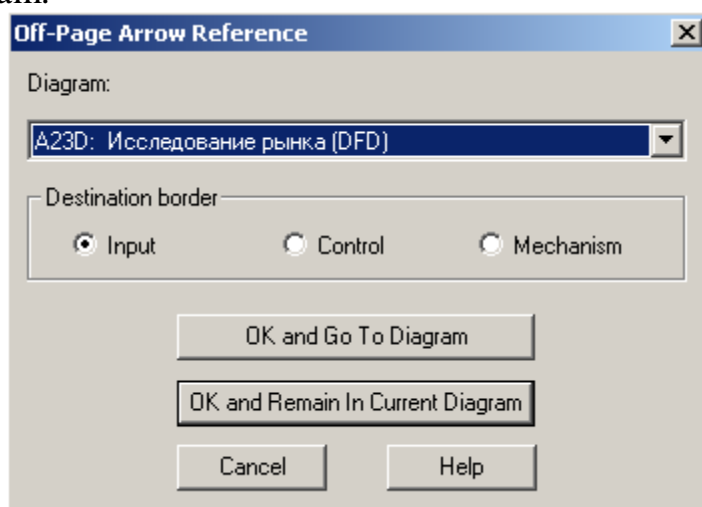 Off-Page Arrow Reference
Diagram:
A23D: Исследование рынка (DFD)
Destination border
Input Control Mechanism
OK and Go To Diagram
OK and Remain In Current Diagram
Cancel Help